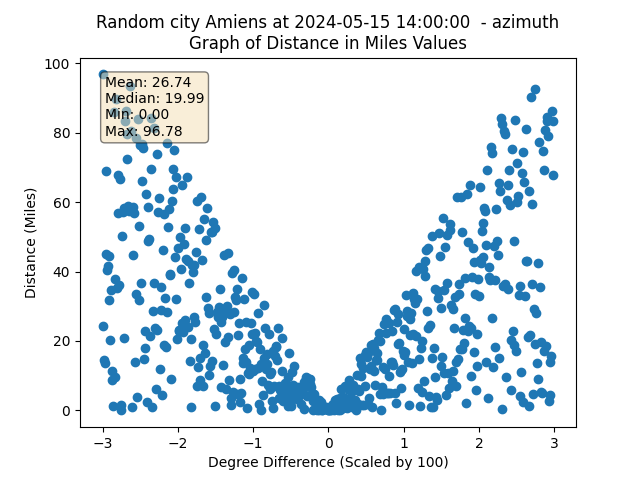 Random city Amiens at 2024-05-15 14:00:00  - azimuth
Graph of Distance in Miles Values
Mean: 26.74
Median: 19.99
Min: 0.00
Max: 96.78
Distance (Miles)
100
80
60
40
20
0
−3 −2 −1 0 1 2 3
Degree Difference (Scaled by 100)